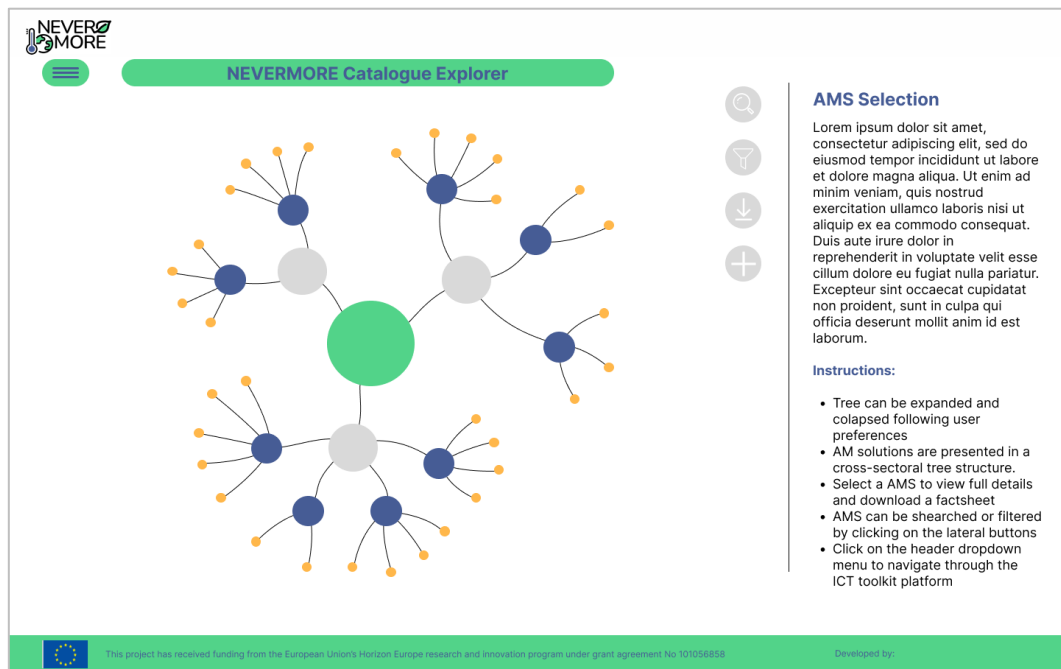 NEVER
MORE
NEVERMORE Catalogue Explorer
AMS Selection
Lorem ipsum dolor sit amet,
consectetur adipiscing elit, sed do
eiusmod tempor incididunt ut labore
et dolore magna aliqua. Ut enim ad
minim veniam, quis nostrud
exercitation ullamco laboris nisi ut
aliquip ex ea commodo consequat.
Duis aute irure dolor in
reprehenderit in voluptate velit esse
cillum dolore eu fugiat nulla pariatur.
Excepteur sint occaecat cupidatat
non proident, sunt in culpa qui
officia deserunt mollit anim id est
laborum.
Instructions:
• Tree can be expanded and
colapsed following user
preferences
• AM solutions are presented in a
cross-sectoral tree structure.
• Select a AMS to view full details
and download a factsheet
• AMS can be shearched or filtered
by clicking on the lateral buttons
• Click on the header dropdown
menu to navigate through the
ICT toolkit platform
This project has received funding from the European Union's Horizon Europe research and innovation program under grant agreement No 101056858
Developed by: